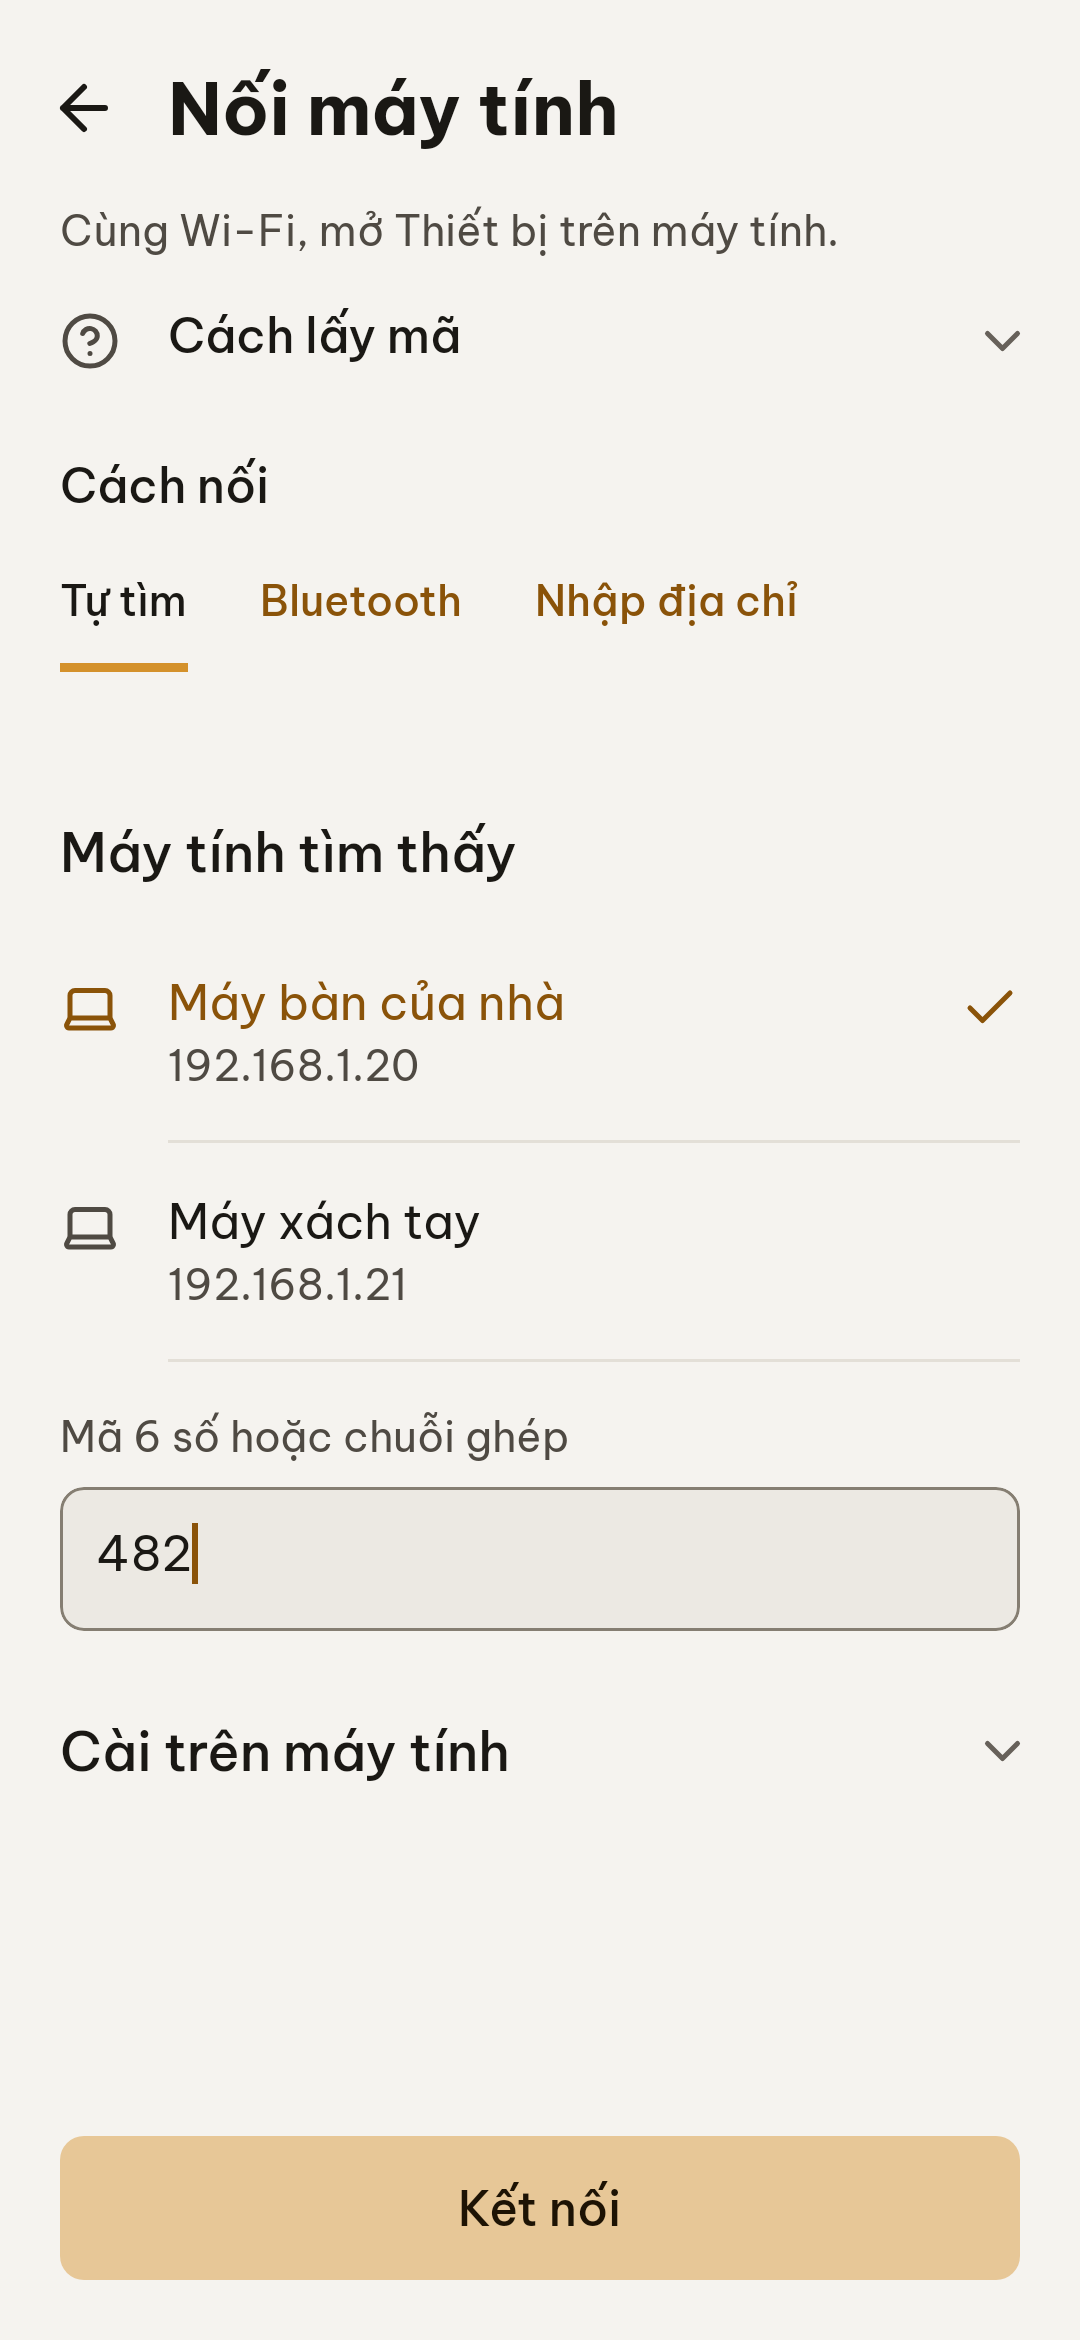 Nối máy tính
Cùng Wi-Fi, mở Thiết bị trên máy tính.
Cách lấy mã
Cách nối
Tự tìm
Bluetooth
Nhập địa chỉ
Máy tính tìm thấy
Máy bàn của nhà
192.168.1.20
Máy xách tay
192.168.1.21
Mã 6 số hoặc chuỗi ghép
482
Cài trên máy tính
Kết nối